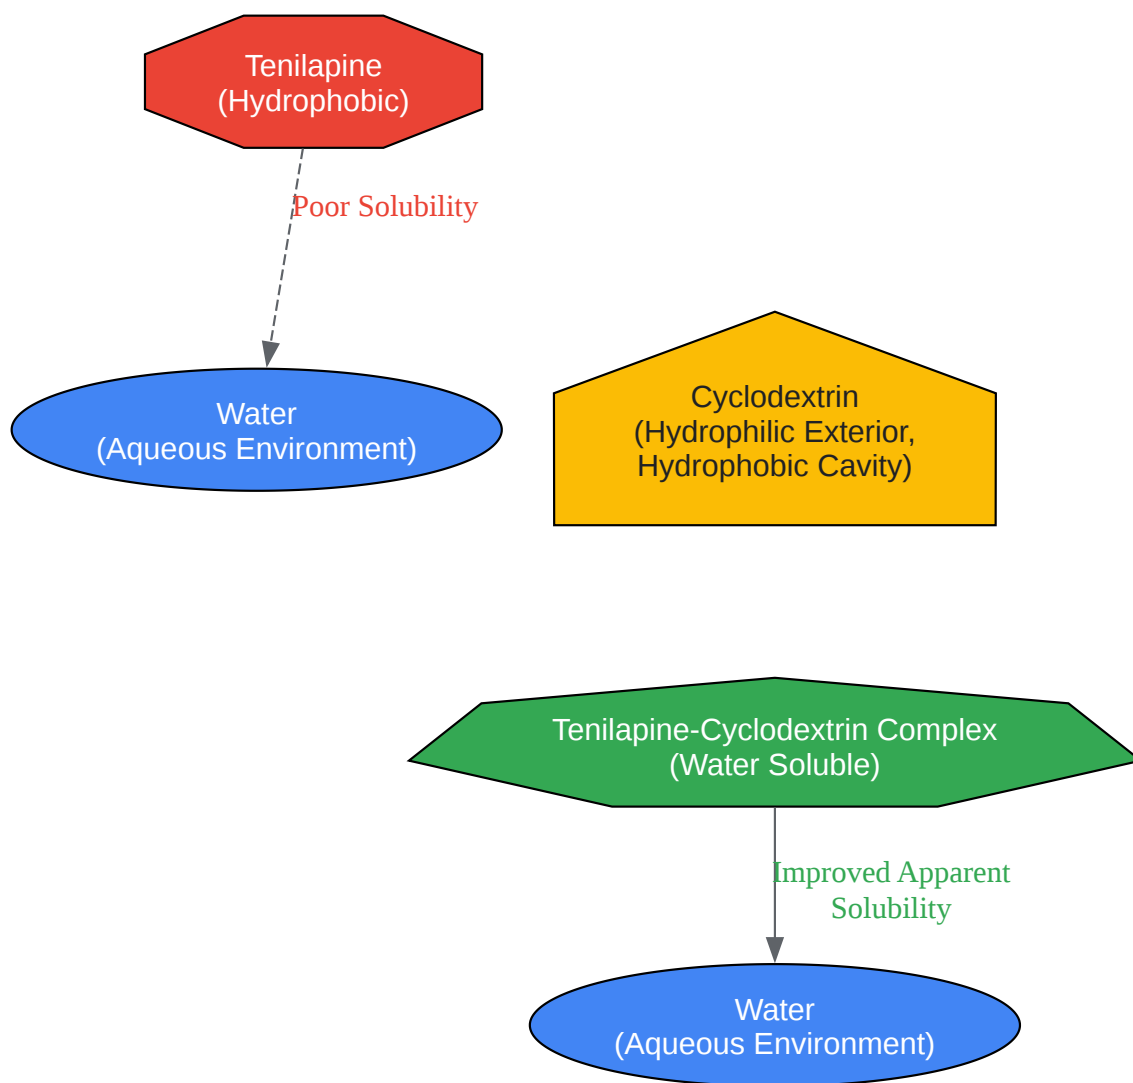 Tenilapine
(Hydrophobic)
Poor Solubility
Water
(Aqueous Environment)
Cyclodextrin
(Hydrophilic Exterior,
Hydrophobic Cavity)
Tenilapine-Cyclodextrin Complex
(Water Soluble)
Improved Apparent
Solubility
Water
(Aqueous Environment)